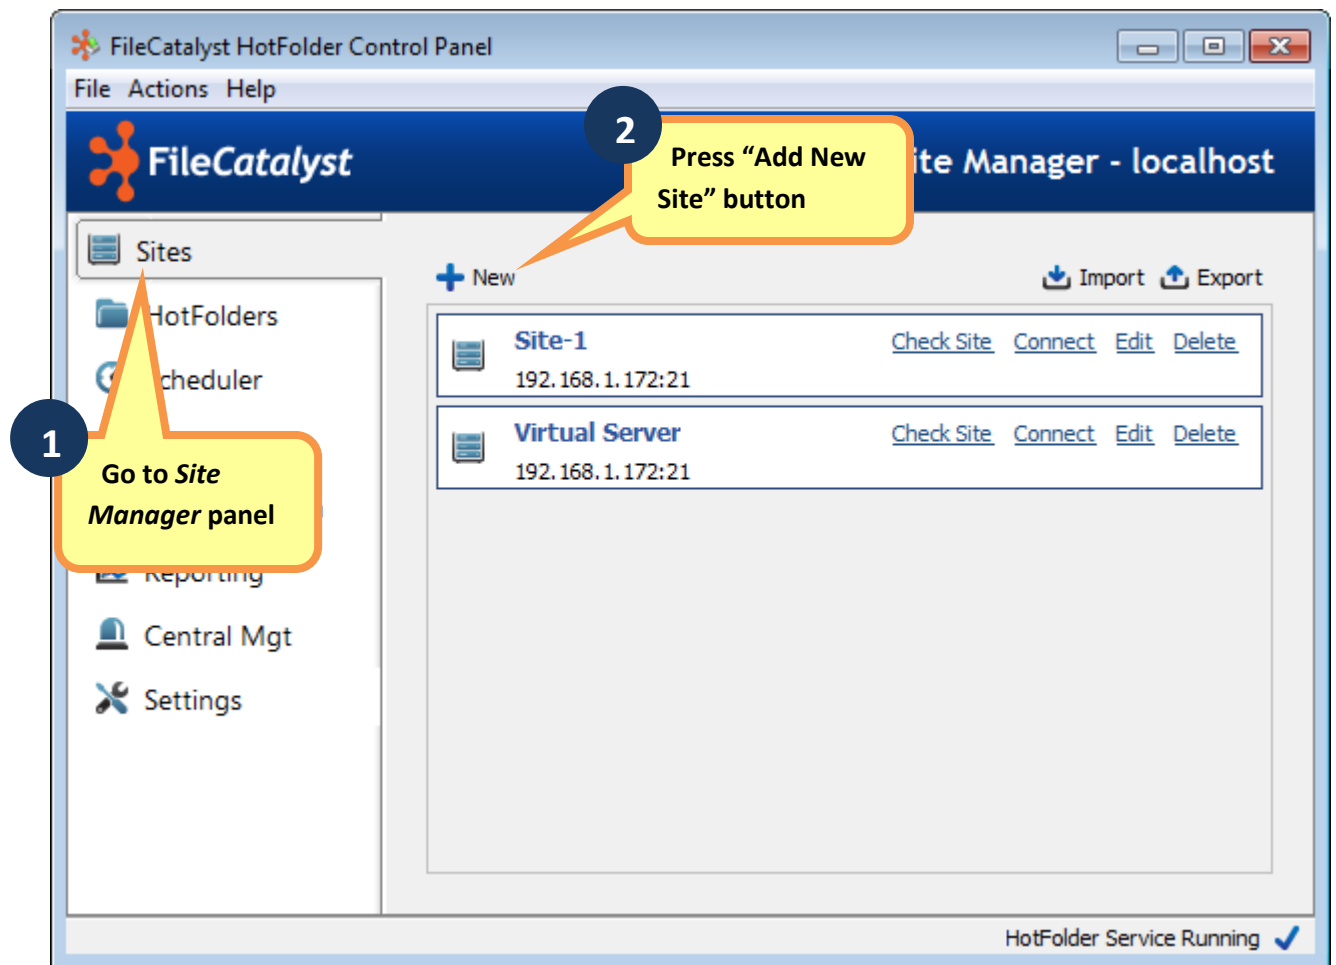 FileCatalyst HotFolder Control Panel
File Actions Help
FileCatalyst
ite Manager - localhost
2
Press “Add New
Site” button
Sites
New
Import Export
HotFolders
Site-1
Check Site Connect Edit Delete
192.168.1.172:21
cheduler
Virtual Server
Check Site Connect Edit Delete
192.168.1.172:21
1
Go to Site
Manager panel
Reporting
Central Mgt
Settings
HotFolder Service Running